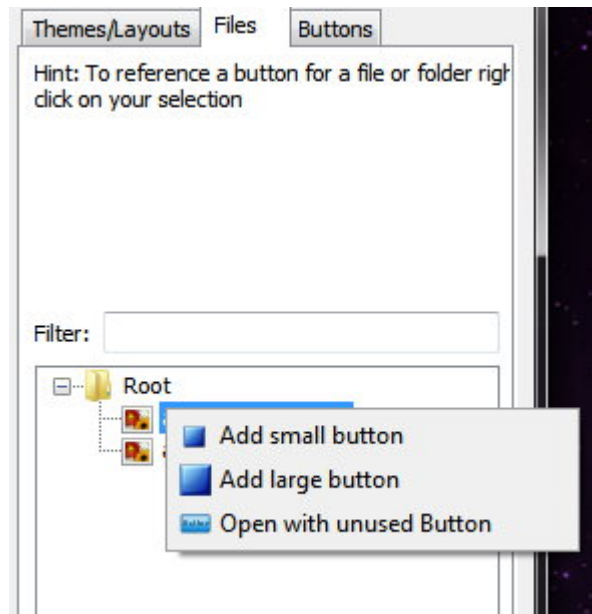 Themes/Layouts Files Buttons
Hint: To reference a button for a file or folder righ
click on your selection
Filter:
Root
Add small button
Add large button
Open with unused Button